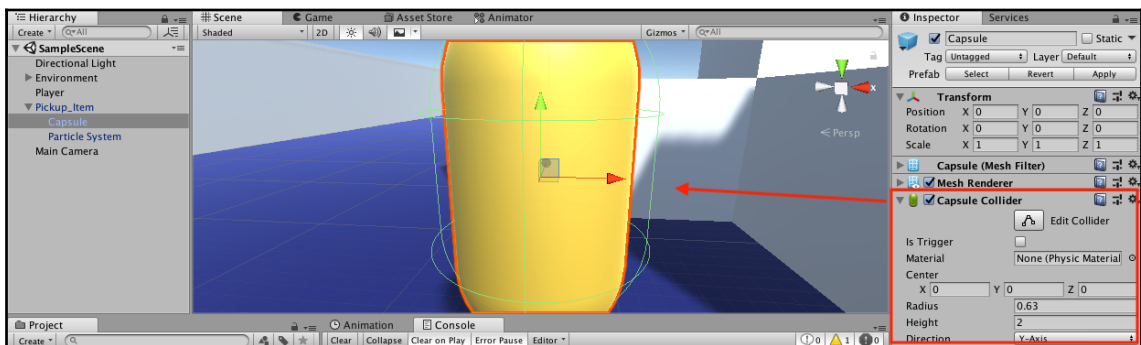 Hierarchy
Create
All
SampleScene
Directional Light
Environment
Player
Pickup_Item
Capsule
Particle System
Main Camera
Scene Game Asset Store Animator
Shaded 2D Gizmos All
x
Persp
Project
Create
Animation Console
Clear Collapse Clear on Play Error Pause Editor 0 1 0
Inspector Services
Capsule Static
Tag Untagged Layer Default
Prefab Select Revert Apply
Transform
Position X 0 Y 0 Z 0
Rotation X 0 Y 0 Z 0
Scale X 1 Y 1 Z 1
Capsule (Mesh Filter)
Mesh Renderer
Capsule Collider
Edit Collider
Is Trigger
Material None (Physic Material
Center
X 0 Y 0 Z 0
Radius 0.63
Height 2
Direction Y-Axis